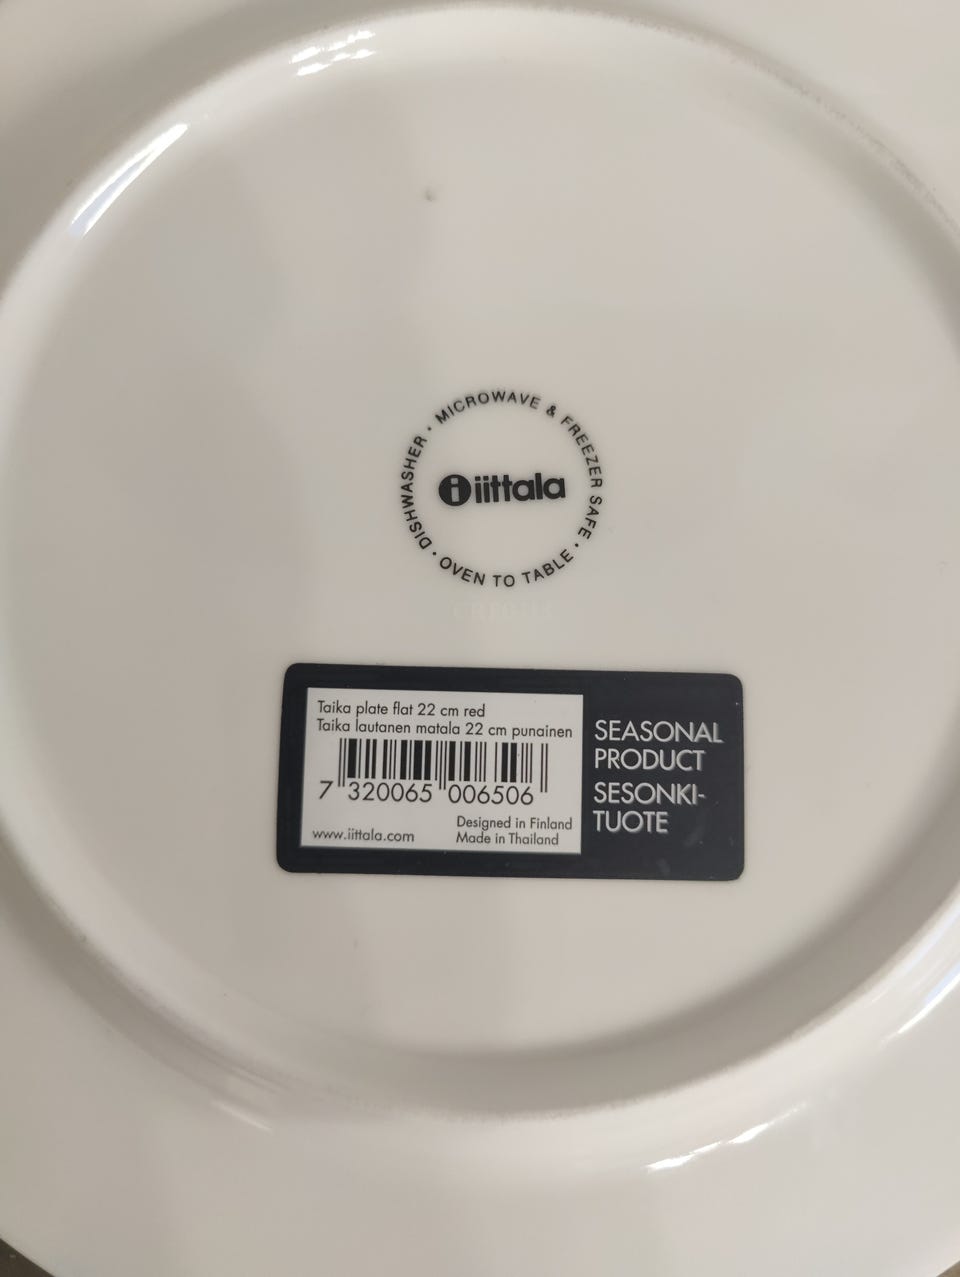 DISHWASHER • MICROWAVE & FREEZER SAFE • OVEN TO TABLE •
iittala
Taika plate flat 22 cm red
Taika lautanen matala 22 cm punainen
7 320065 006506
www.iittala.com
Designed in Finland
Made in Thailand
SEASONAL
PRODUCT
SESONKI-
TUOTE